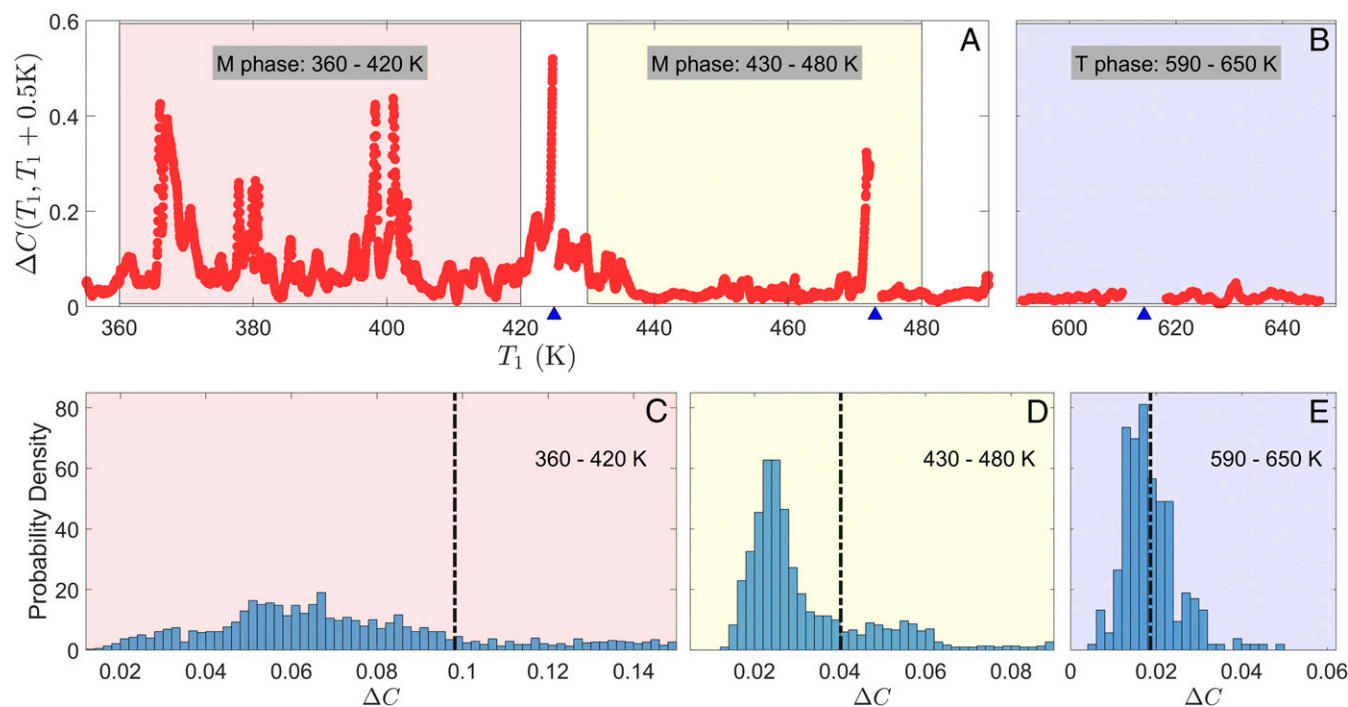 0.6
0.4
0.2
0
ΔC(T₁, T₁ + 0.5K)
M phase: 360 - 420 K
M phase: 430 - 480 K
A
T phase: 590 - 650 K
B
360 380 400 420 440 460 480
T₁ (K)
600 620 640
80
60
40
20
0
Probability Density
C
360 - 420 K
D
430 - 480 K
E
590 - 650 K
0.02 0.04 0.06 0.08 0.1 0.12 0.14
ΔC
0.02 0.04 0.06 0.08
ΔC
0 0.02 0.04 0.06
ΔC